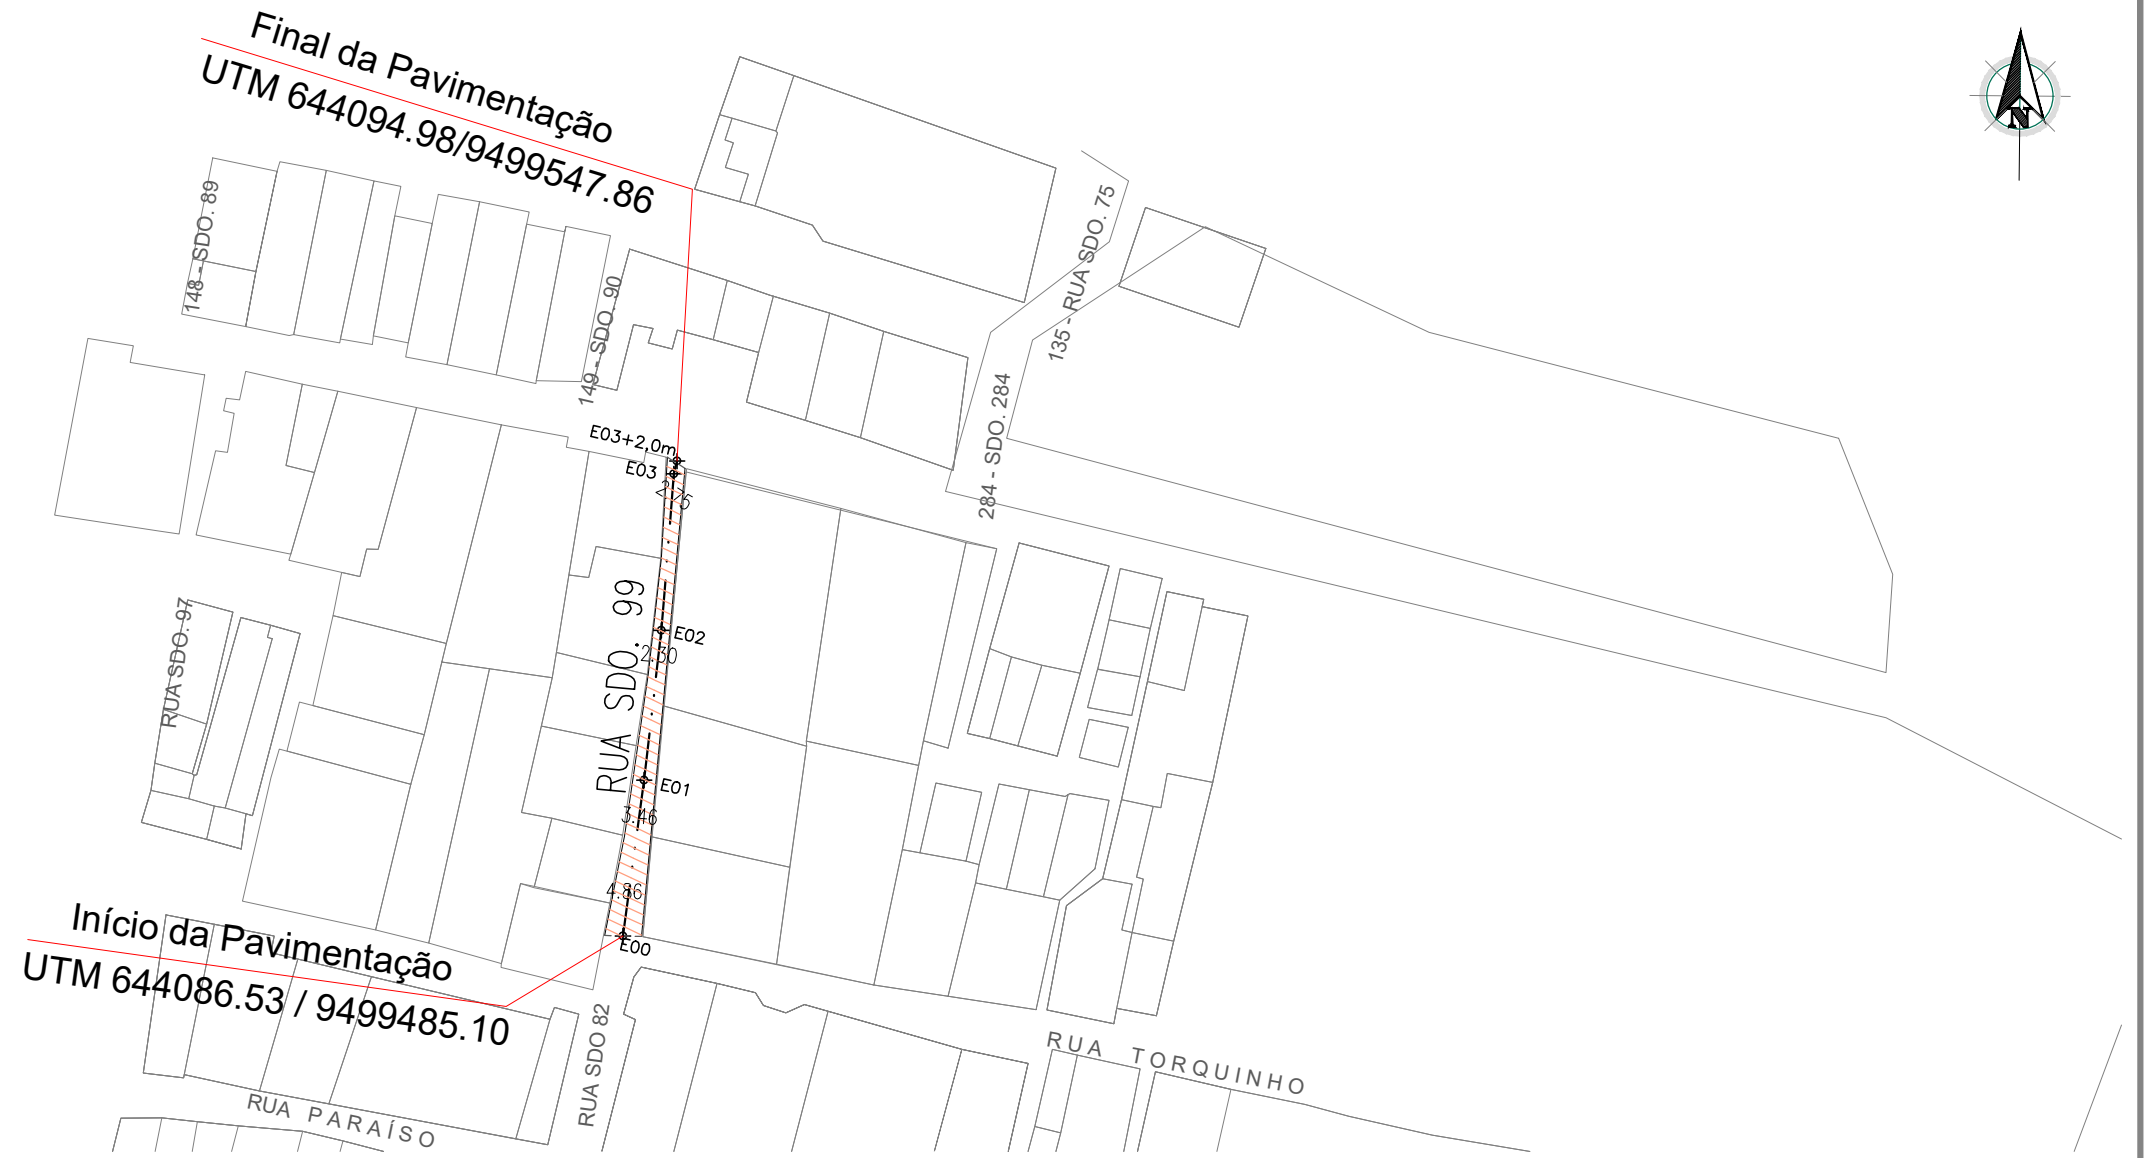 Final da Pavimentação
UTM 644094.98/9499547.86
N
148 - SDO. 89
149 - SDO. 90
135 - RUA SDO. 75
284 - SDO. 284
E03+2,0m
E03
2.75
RUA SDO. 97
RUA SDO. 99
E02
2.30
E01
3.46
4.86
E00
Início da Pavimentação
UTM 644086.53 / 9499485.10
RUA SDO 82
RUA TORQUINHO
RUA PARAÍSO